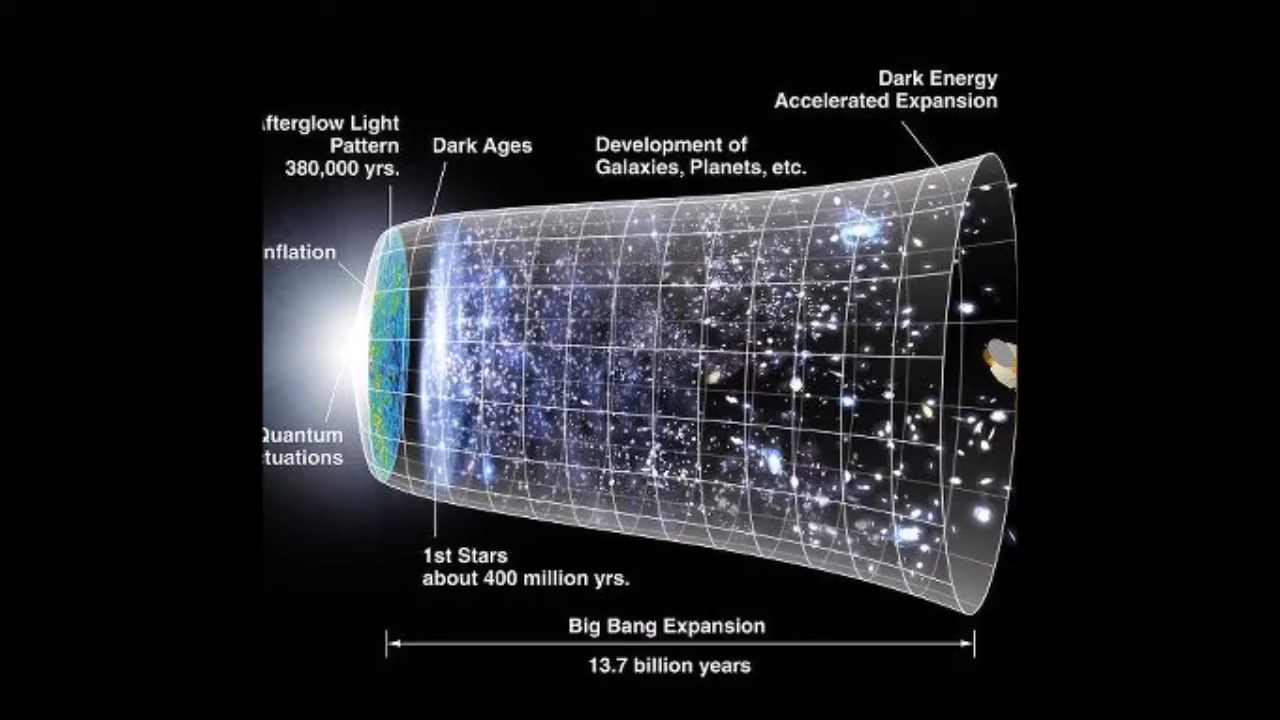 Dark Energy
Accelerated Expansion
fterglow Light
Pattern
380,000 yrs.
Dark Ages
Development of
Galaxies, Planets, etc.
nflation
Quantum
ctuations
1st Stars
about 400 million yrs.
Big Bang Expansion
13.7 billion years